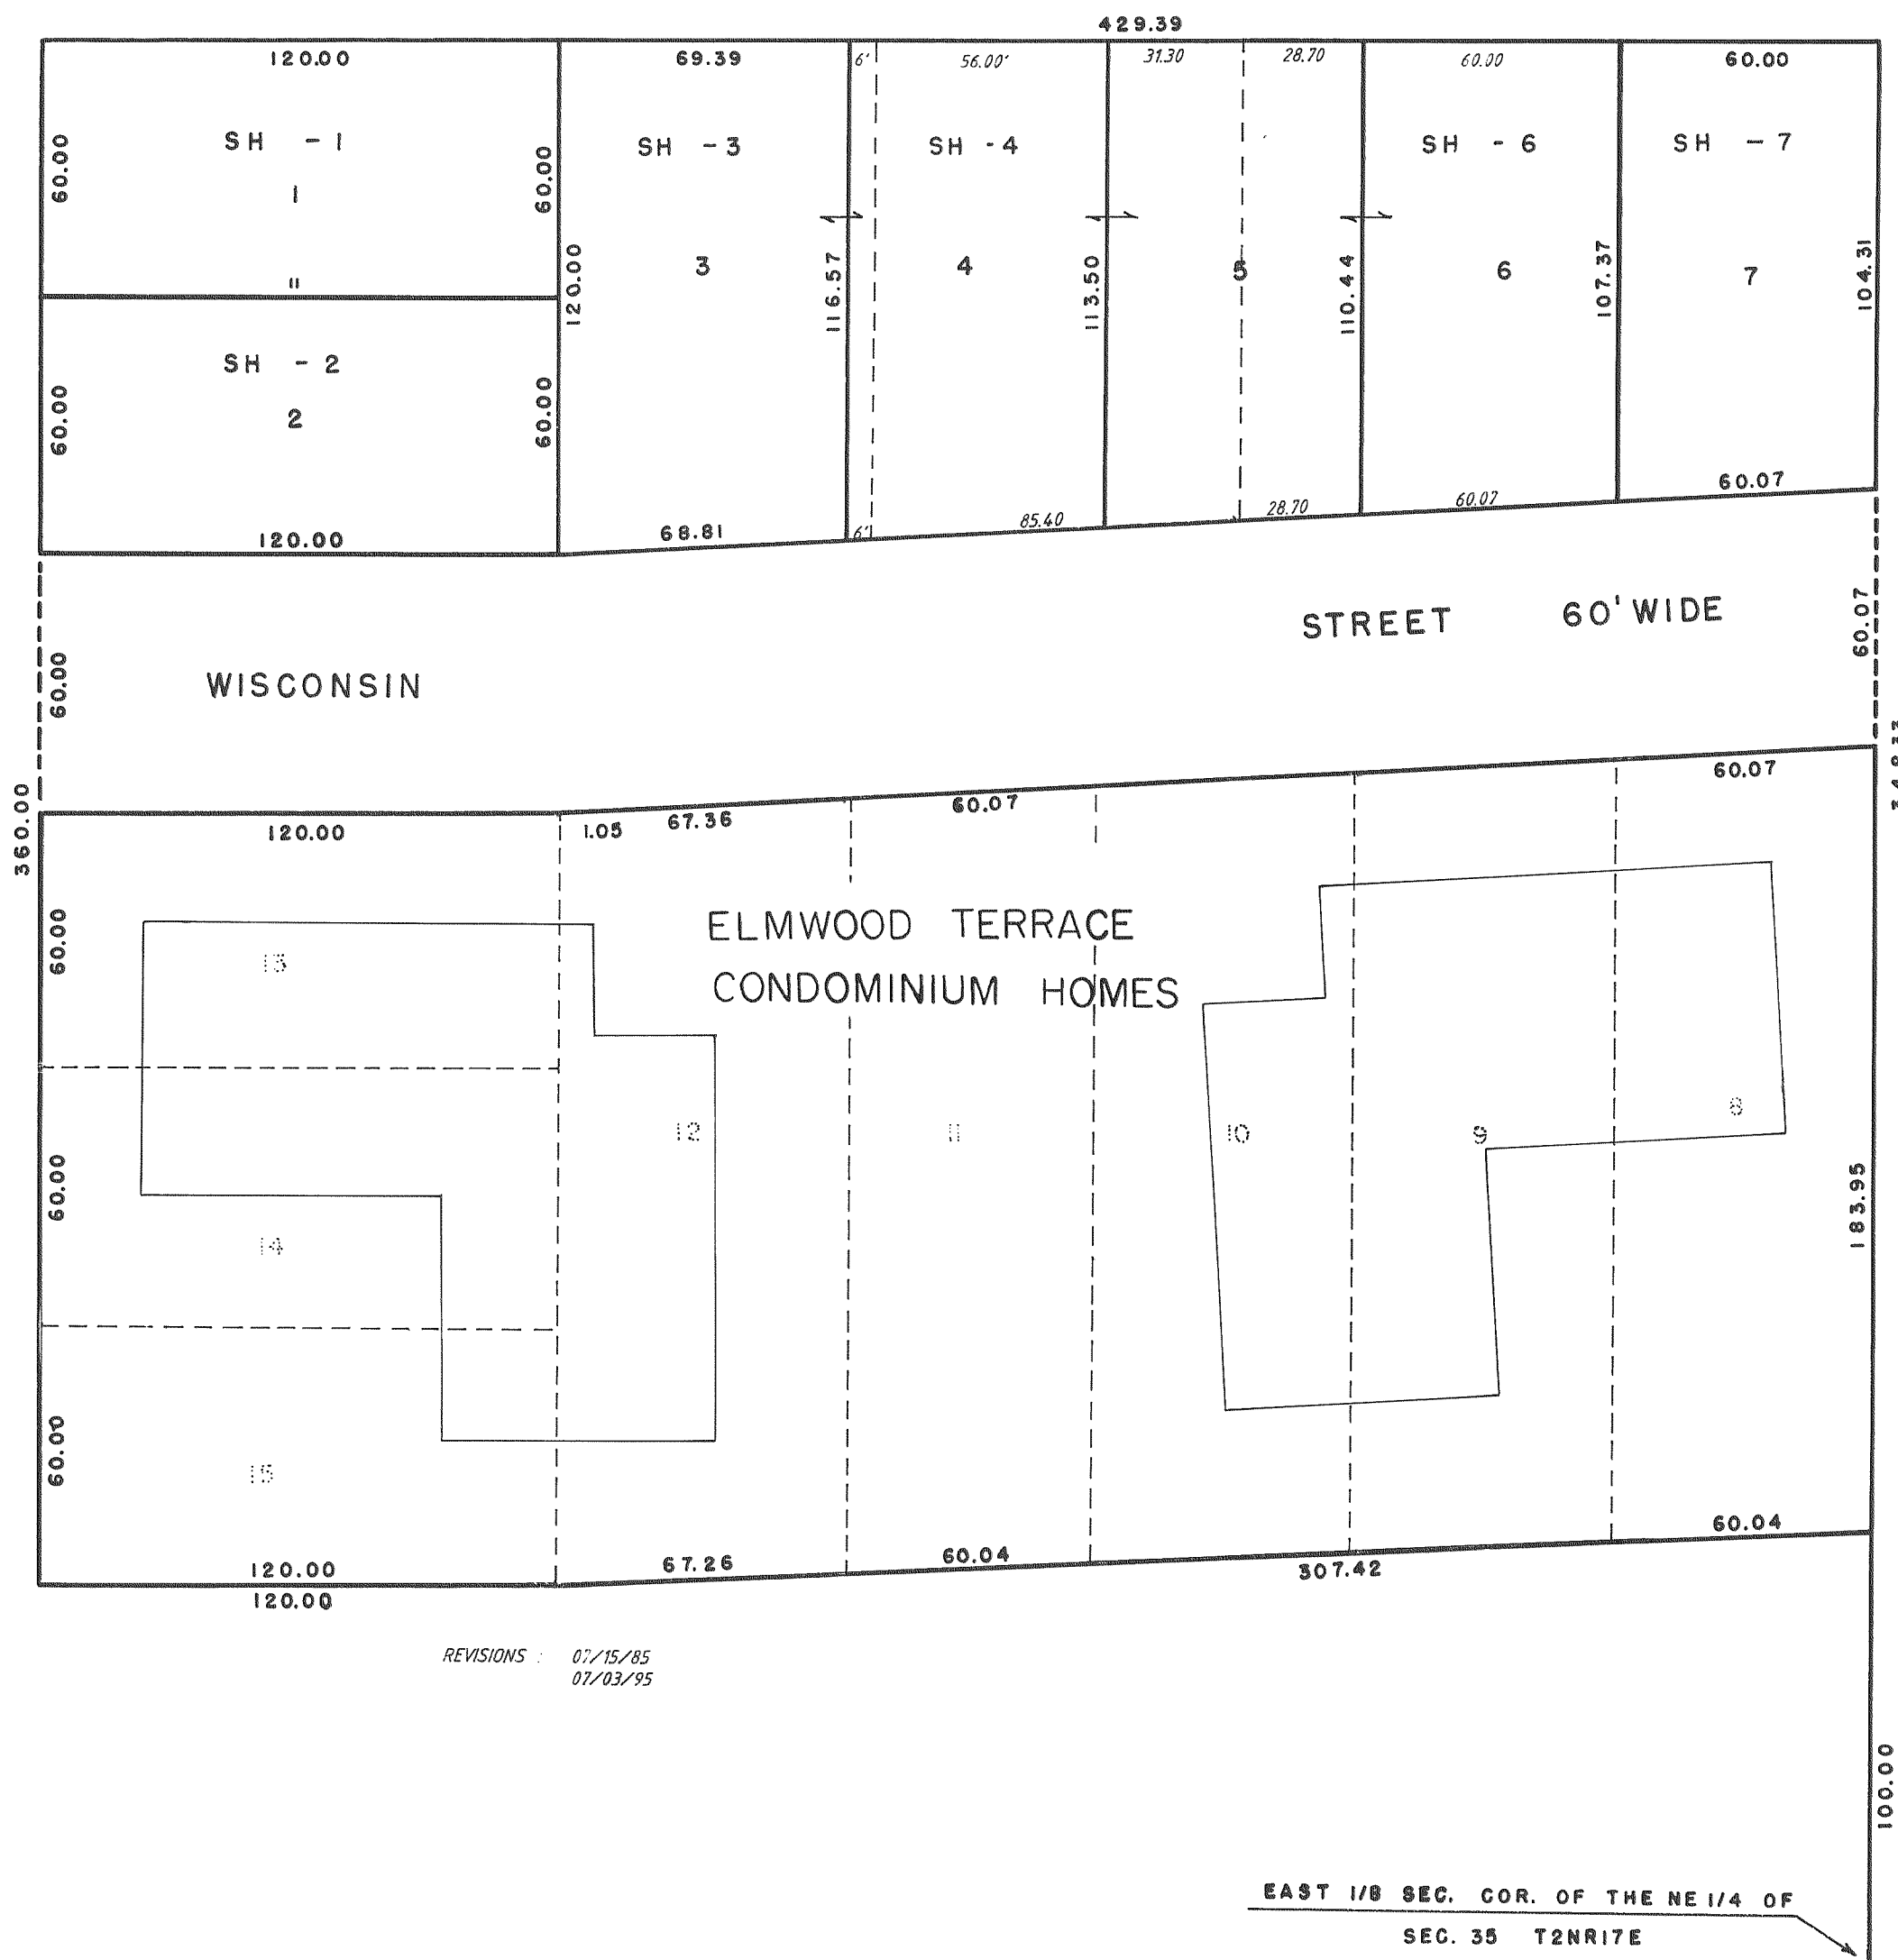 429.39
120.00 69.39 6' 56.00' 31.30 28.70 60.00 60.00
SH - 1 SH - 3 SH - 4 SH - 6 SH - 7
60.00 60.00
1
120.00 116.57 113.50 110.44 107.37 104.31
3 4 5 6 7
"
SH - 2
60.00 60.00
2
60.07
28.70 60.07
120.00 68.81 6' 85.40
WISCONSIN STREET 60' WIDE
60.00 60.07
360.00
120.00 1.05 67.36 60.07 60.07
ELMWOOD TERRACE
CONDOMINIUM HOMES
60.00
13
12 11 10 9 8
60.00 183.95
14
60.00
15
120.00 67.26 60.04 60.04
120.00 307.42
REVISIONS : 07/15/85
07/03/95
100.00
EAST 1/8 SEC. COR. OF THE NE 1/4 OF
SEC. 35 T2NR17E